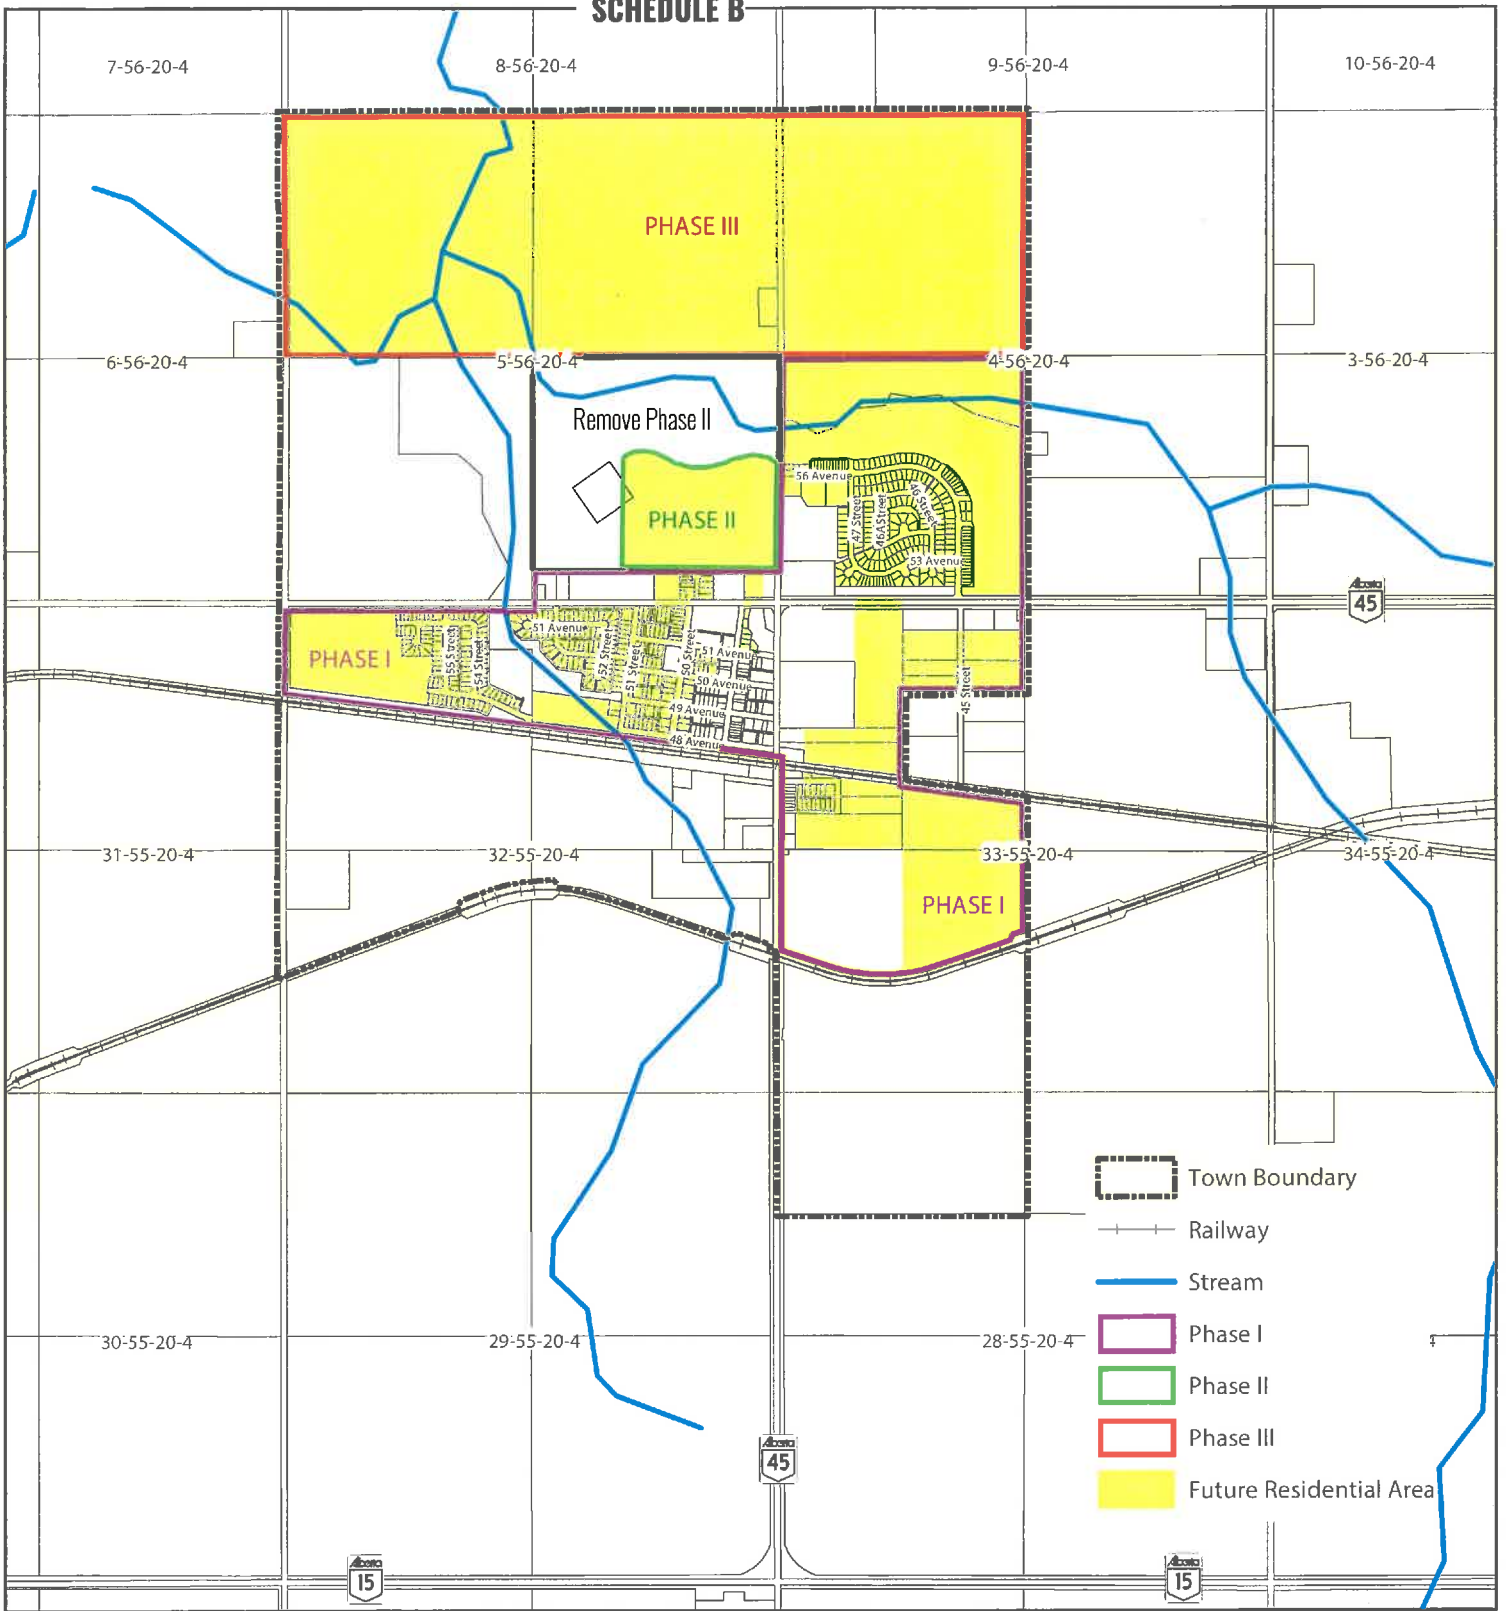 SCHEDULE B
7-56-20-4
8-56-20-4
9-56-20-4
10-56-20-4
PHASE III
6-56-20-4
5-56-20-4
4-56-20-4
3-56-20-4
Remove Phase II
56 Avenue
PHASE II
47 Street
46A Street
46 Street
53 Avenue
Alberta
45
PHASE I
55 Street
54 Street
51 Avenue
52 Street
51 Street
50 Street
51 Avenue
50 Avenue
49 Avenue
48 Avenue
45 Street
31-55-20-4
32-55-20-4
33-55-20-4
34-55-20-4
PHASE I
Town Boundary
Railway
Stream
30-55-20-4
29-55-20-4
28-55-20-4
Phase I
4
Phase II
Phase III
Alberta
45
Future Residential Area
Alberta
15
Alberta
15